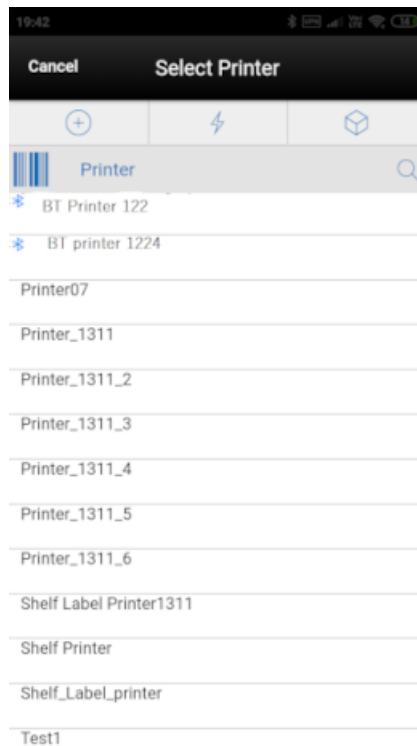 19:42
Cancel
Select Printer
Printer
BT Printer 122
BT printer 1224
Printer07
Printer_1311
Printer_1311_2
Printer_1311_3
Printer_1311_4
Printer_1311_5
Printer_1311_6
Shelf Label Printer1311
Shelf Printer
Shelf_Label_printer
Test1